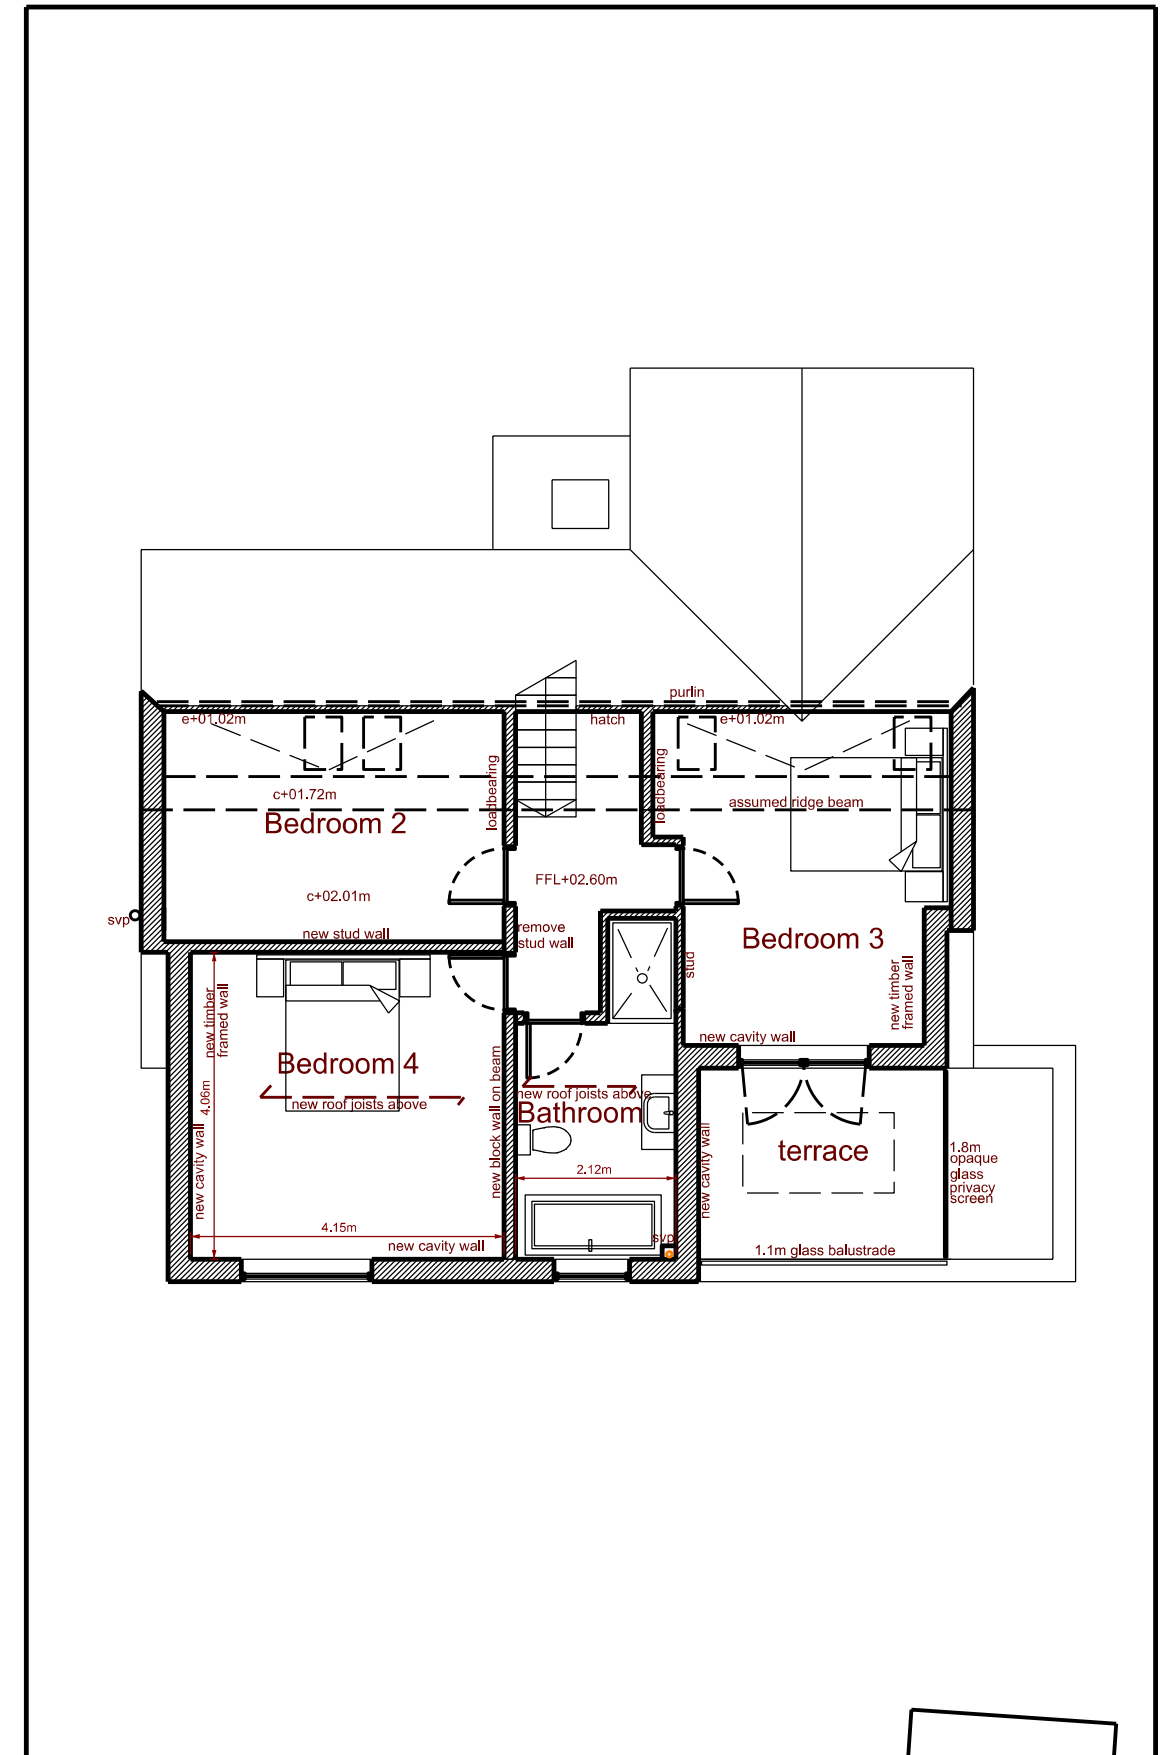 purlin
e+01.02m
hatch
e+01.02m
loadbearing
loadbearing
c+01.72m
assumed ridge beam
Bedroom 2
FFL+02.60m
c+02.01m
svp
remove
stud wall
new stud wall
Bedroom 3
stud
new timber
framed wall
new timber
framed wall
new cavity wall
Bedroom 4
new block wall on beam
4.06m
new roof joists above
new roof joists above
Bathroom
new cavity wall
new cavity wall
terrace
1.8m
opaque
glass
privacy
screen
2.12m
4.15m
new cavity wall
svp
1.1m glass balustrade